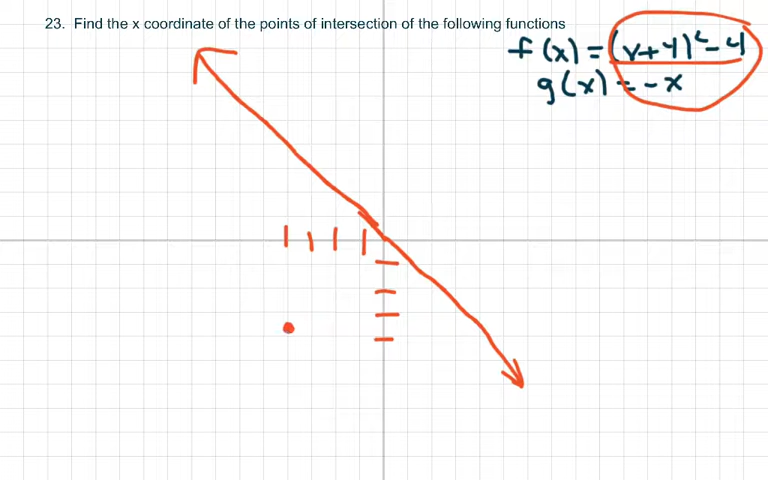 23. Find the x coordinate of the points of intersection of the following functions
f(x) = (x+4)² - 4
g(x) = -x